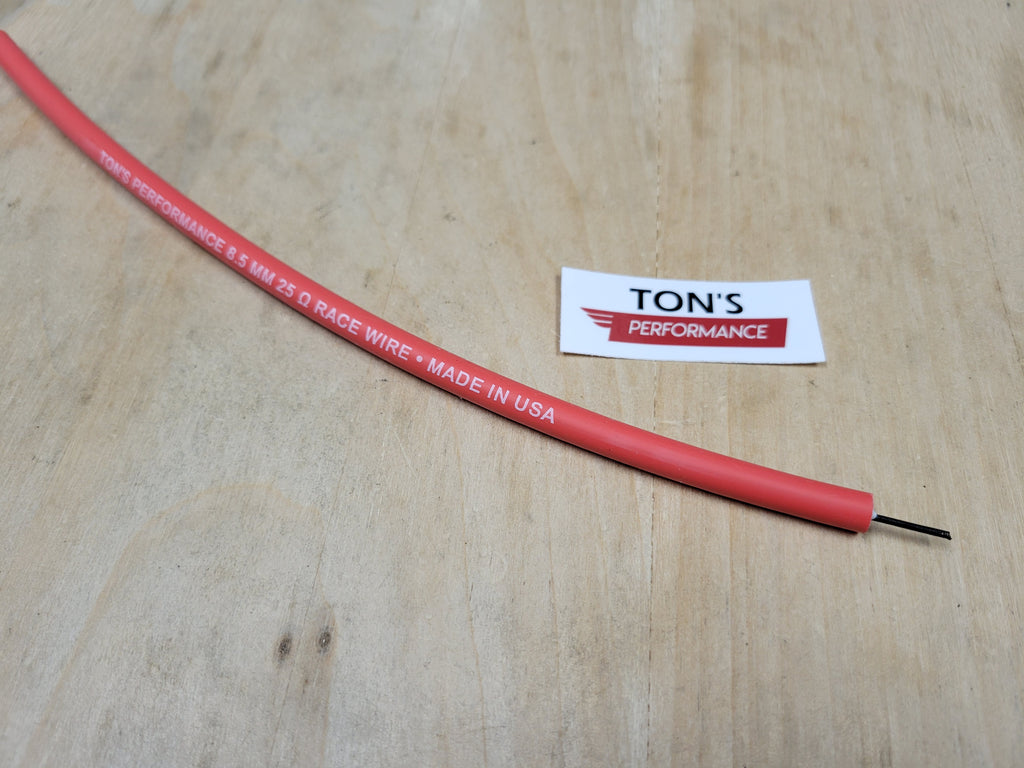 TON'S PERFORMANCE 8.5 MM 25 Ω RACE WIRE • MADE IN USA
TON'S
PERFORMANCE